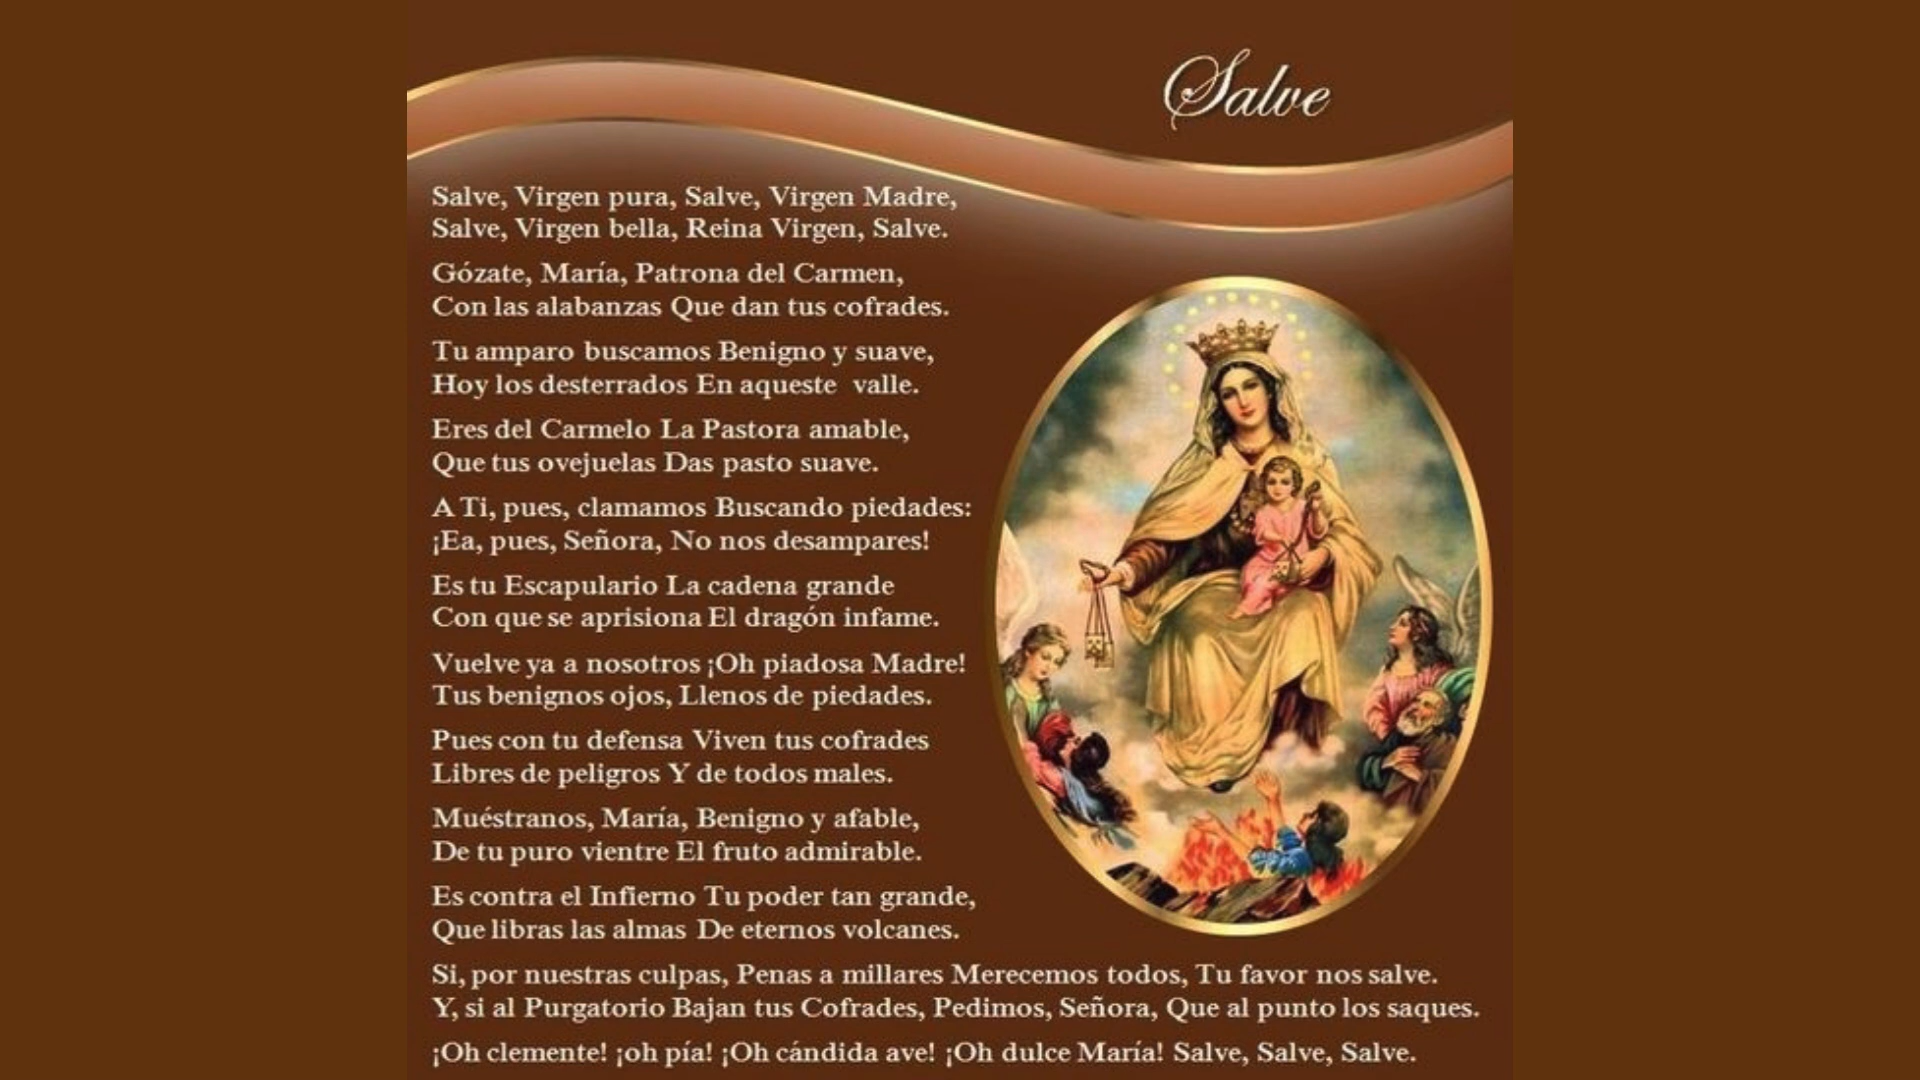 Salve
Salve, Virgen pura, Salve, Virgen Madre,
Salve, Virgen bella, Reina Virgen, Salve.
Gózate, María, Patrona del Carmen,
Con las alabanzas Que dan tus cofrades.
Tu amparo buscamos Benigno y suave,
Hoy los desterrados En aqueste valle.
Eres del Carmelo La Pastora amable,
Que tus ovejuelas Das pasto suave.
A Ti, pues, clamamos Buscando piedades:
¡Ea, pues, Señora, No nos desampares!
Es tu Escapulario La cadena grande
Con que se aprisiona El dragón infame.
Vuelve ya a nosotros ¡Oh piadosa Madre!
Tus benignos ojos, Llenos de piedades.
Pues con tu defensa Viven tus cofrades
Libres de peligros Y de todos males.
Muéstranos, María, Benigno y afable,
De tu puro vientre El fruto admirable.
Es contra el Infierno Tu poder tan grande,
Que libras las almas De eternos volcanes.
Si, por nuestras culpas, Penas a millares Merecemos todos, Tu favor nos salve.
Y, si al Purgatorio Bajan tus Cofrades, Pedimos, Señora, Que al punto los saques.
¡Oh clemente! ¡oh pía! ¡Oh cándida ave! ¡Oh dulce María! Salve, Salve, Salve.